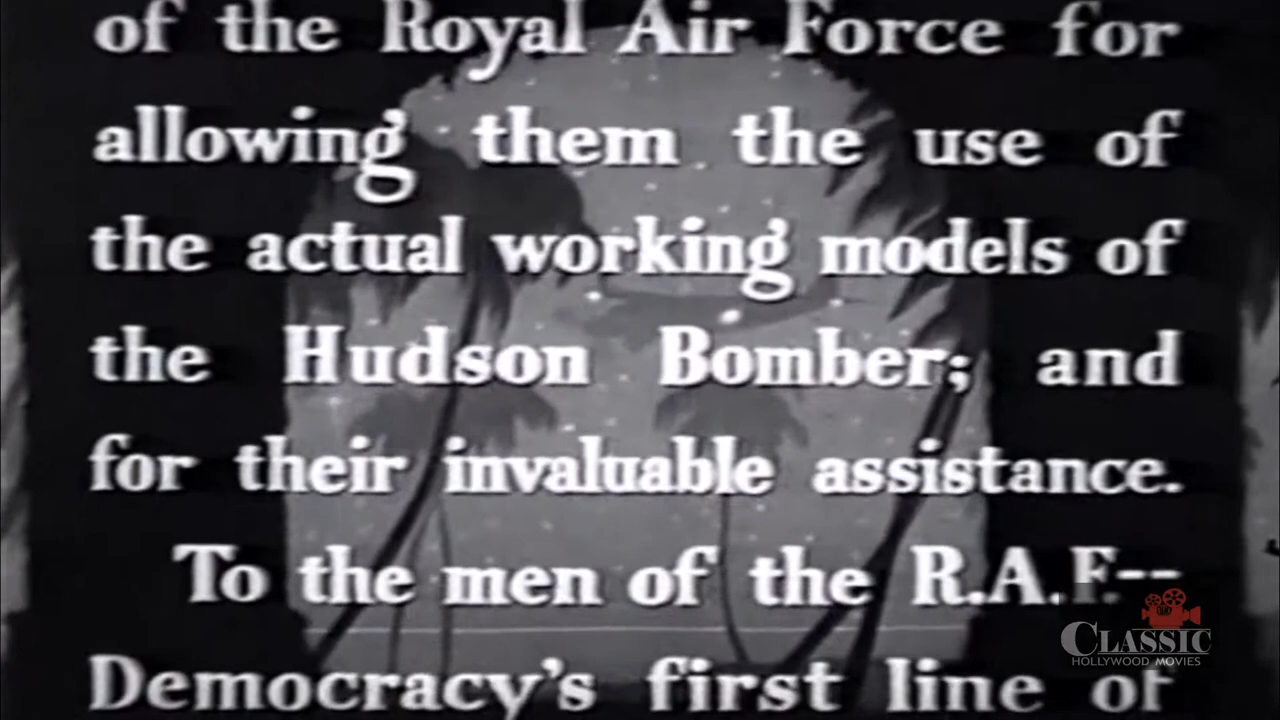 of the Royal Air Force for
allowing them the use of
the actual working models of
the Hudson Bomber; and
for their invaluable assistance.
To the men of the R.A.F.--
Democracy's first line of
CLASSIC
HOLLYWOOD MOVIES